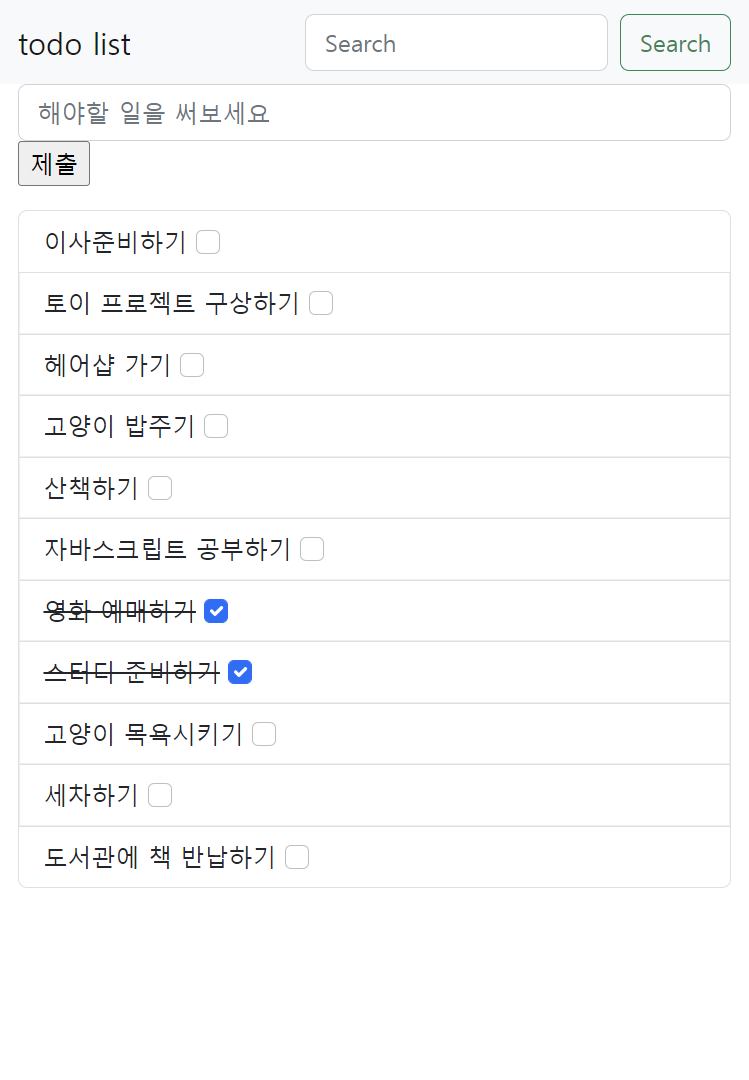 todo list
Search
Search
해야할 일을 써보세요
제출
이사준비하기
토이 프로젝트 구상하기
헤어샵 가기
고양이 밥주기
산책하기
자바스크립트 공부하기
영화 예매하기
스터디 준비하기
고양이 목욕시키기
세차하기
도서관에 책 반납하기